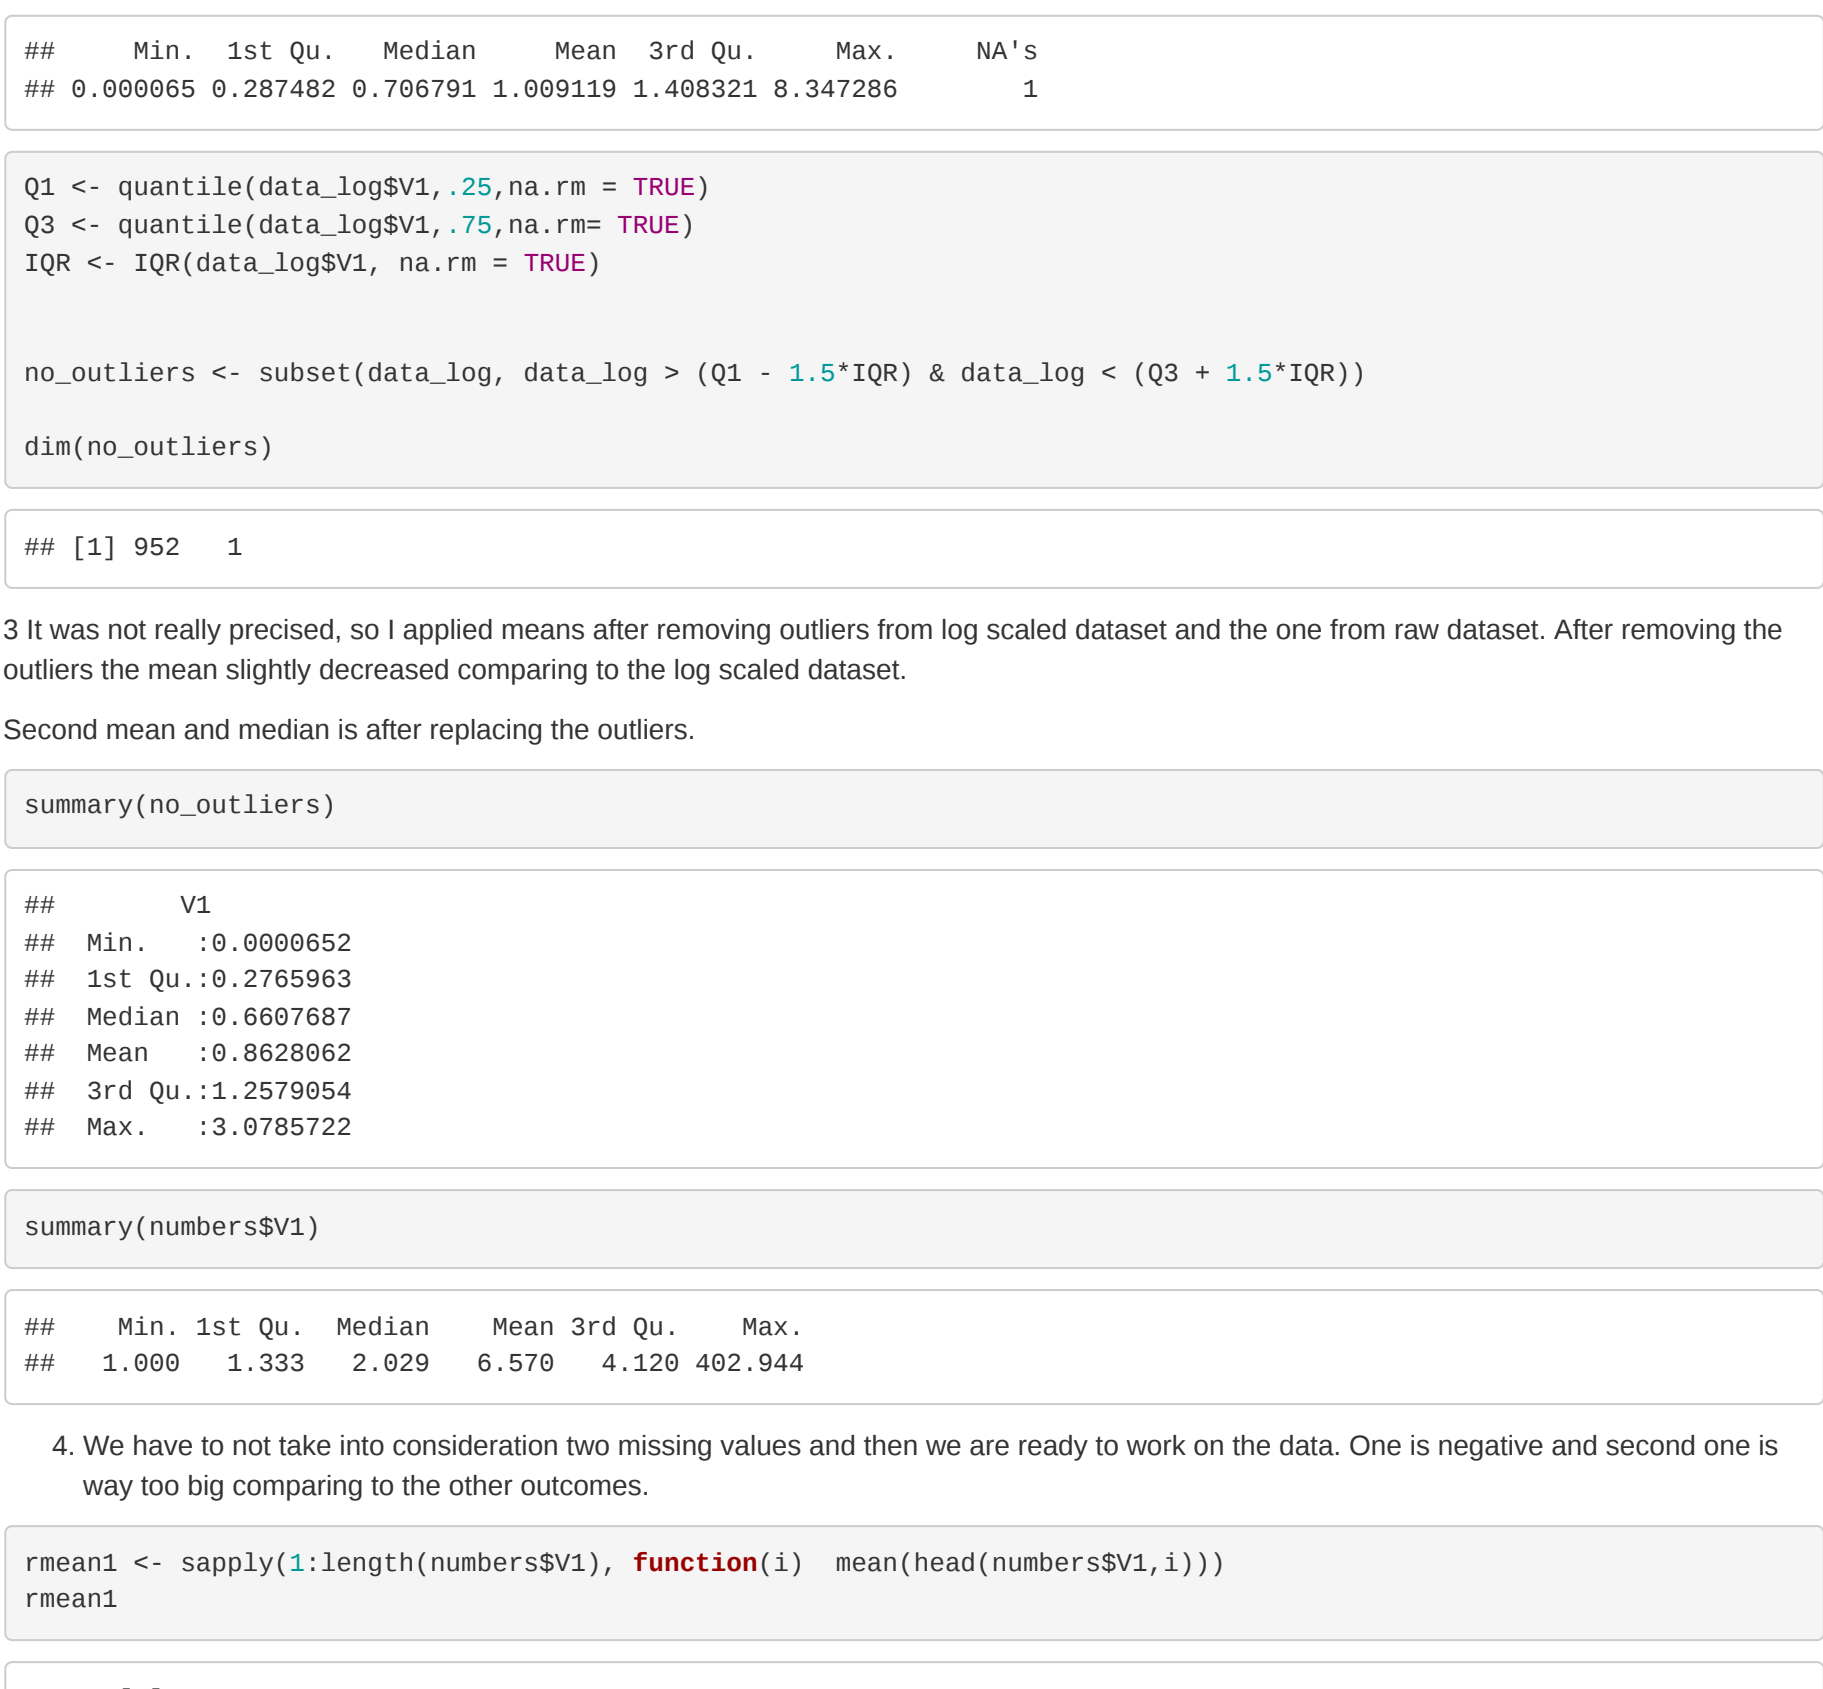 ##     Min.  1st Qu.   Median     Mean  3rd Qu.     Max.     NA's
## 0.000065 0.287482 0.706791 1.009119 1.408321 8.347286        1
Q1 <- quantile(data_log$V1,.25,na.rm = TRUE)
Q3 <- quantile(data_log$V1,.75,na.rm= TRUE)
IQR <- IQR(data_log$V1, na.rm = TRUE)
no_outliers <- subset(data_log, data_log > (Q1 - 1.5*IQR) & data_log < (Q3 + 1.5*IQR))
dim(no_outliers)
## [1] 952   1
3 It was not really precised, so I applied means after removing outliers from log scaled dataset and the one from raw dataset. After removing the
outliers the mean slightly decreased comparing to the log scaled dataset.
Second mean and median is after replacing the outliers.
summary(no_outliers)
##        V1
##  Min.   :0.0000652
##  1st Qu.:0.2765963
##  Median :0.6607687
##  Mean   :0.8628062
##  3rd Qu.:1.2579054
##  Max.   :3.0785722
summary(numbers$V1)
##    Min. 1st Qu.  Median    Mean 3rd Qu.    Max.
##   1.000   1.333   2.029   6.570   4.120 402.944
4. We have to not take into consideration two missing values and then we are ready to work on the data. One is negative and second one is
way too big comparing to the other outcomes.
rmean1 <- sapply(1:length(numbers$V1), function(i)  mean(head(numbers$V1,i)))
rmean1